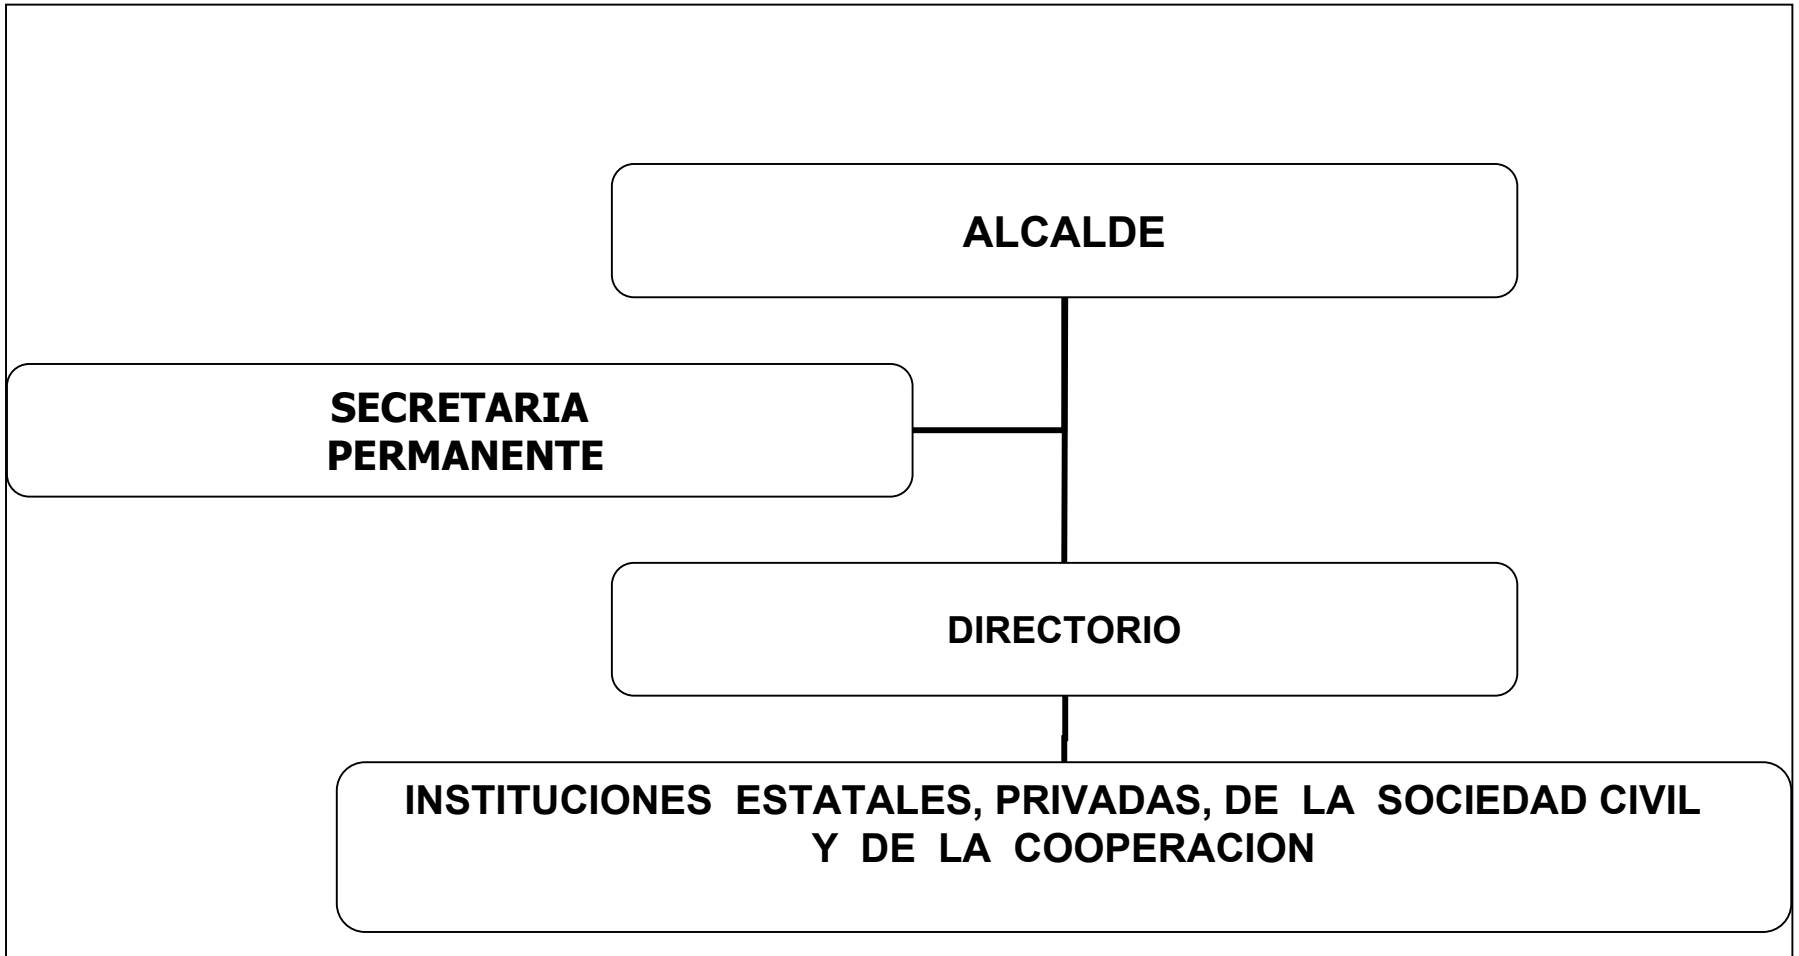 ALCALDE
SECRETARIA
PERMANENTE
DIRECTORIO
INSTITUCIONES ESTATALES, PRIVADAS, DE LA SOCIEDAD CIVIL
Y DE LA COOPERACION